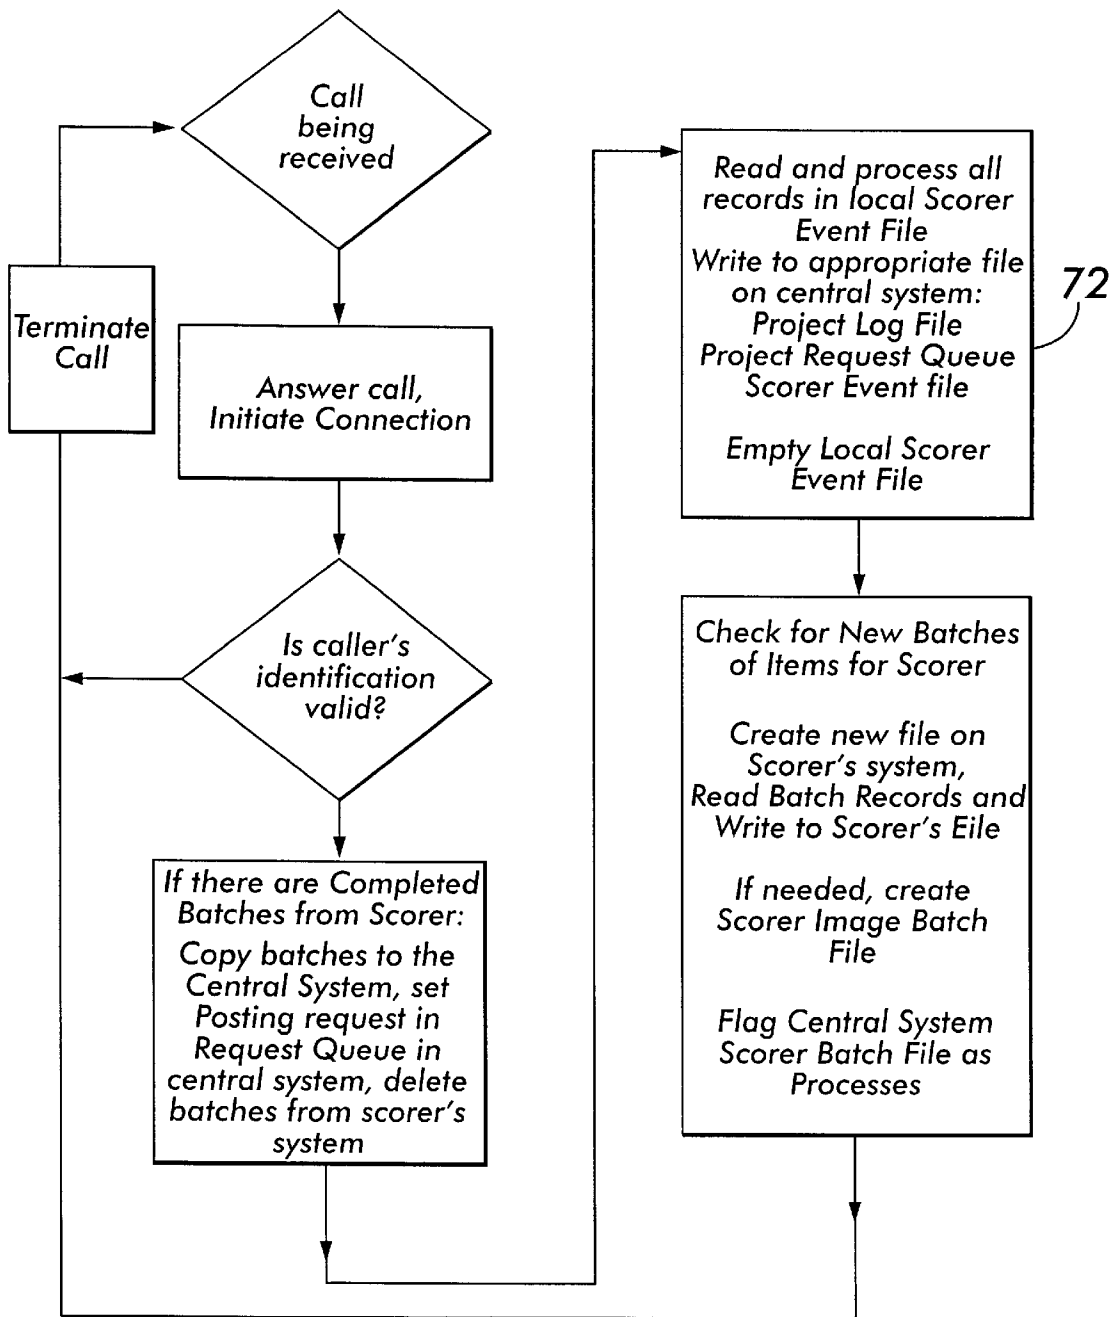 Call
being
received
Terminate
Call
Answer call,
Initiate Connection
Is caller's
identification
valid?
If there are Completed
Batches from Scorer:
Copy batches to the
Central System, set
Posting request in
Request Queue in
central system, delete
batches from scorer's
system
Read and process all
records in local Scorer
Event File
Write to appropriate file
on central system:
Project Log File
Project Request Queue
Scorer Event file
Empty Local Scorer
Event File
72
Check for New Batches
of Items for Scorer
Create new file on
Scorer's system,
Read Batch Records and
Write to Scorer's Eile
If needed, create
Scorer Image Batch
File
Flag Central System
Scorer Batch File as
Processes